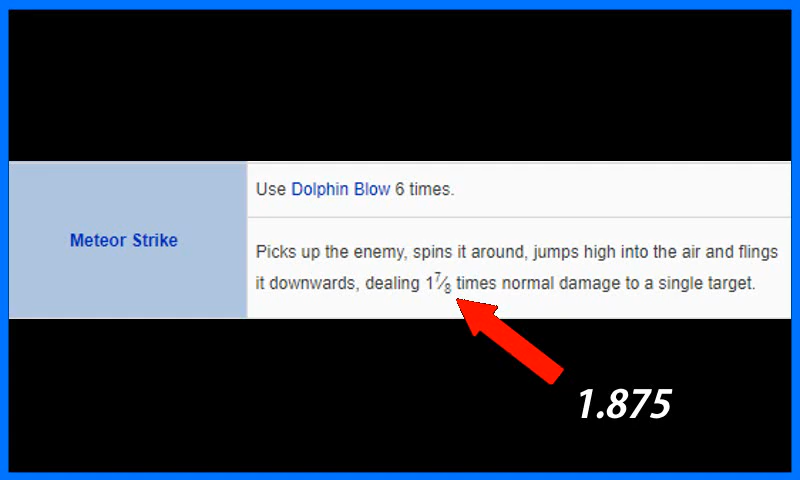 Use Dolphin Blow 6 times.
Meteor Strike
Picks up the enemy, spins it around, jumps high into the air and flings
it downwards, dealing 1⁷⁄₈ times normal damage to a single target.
1.875